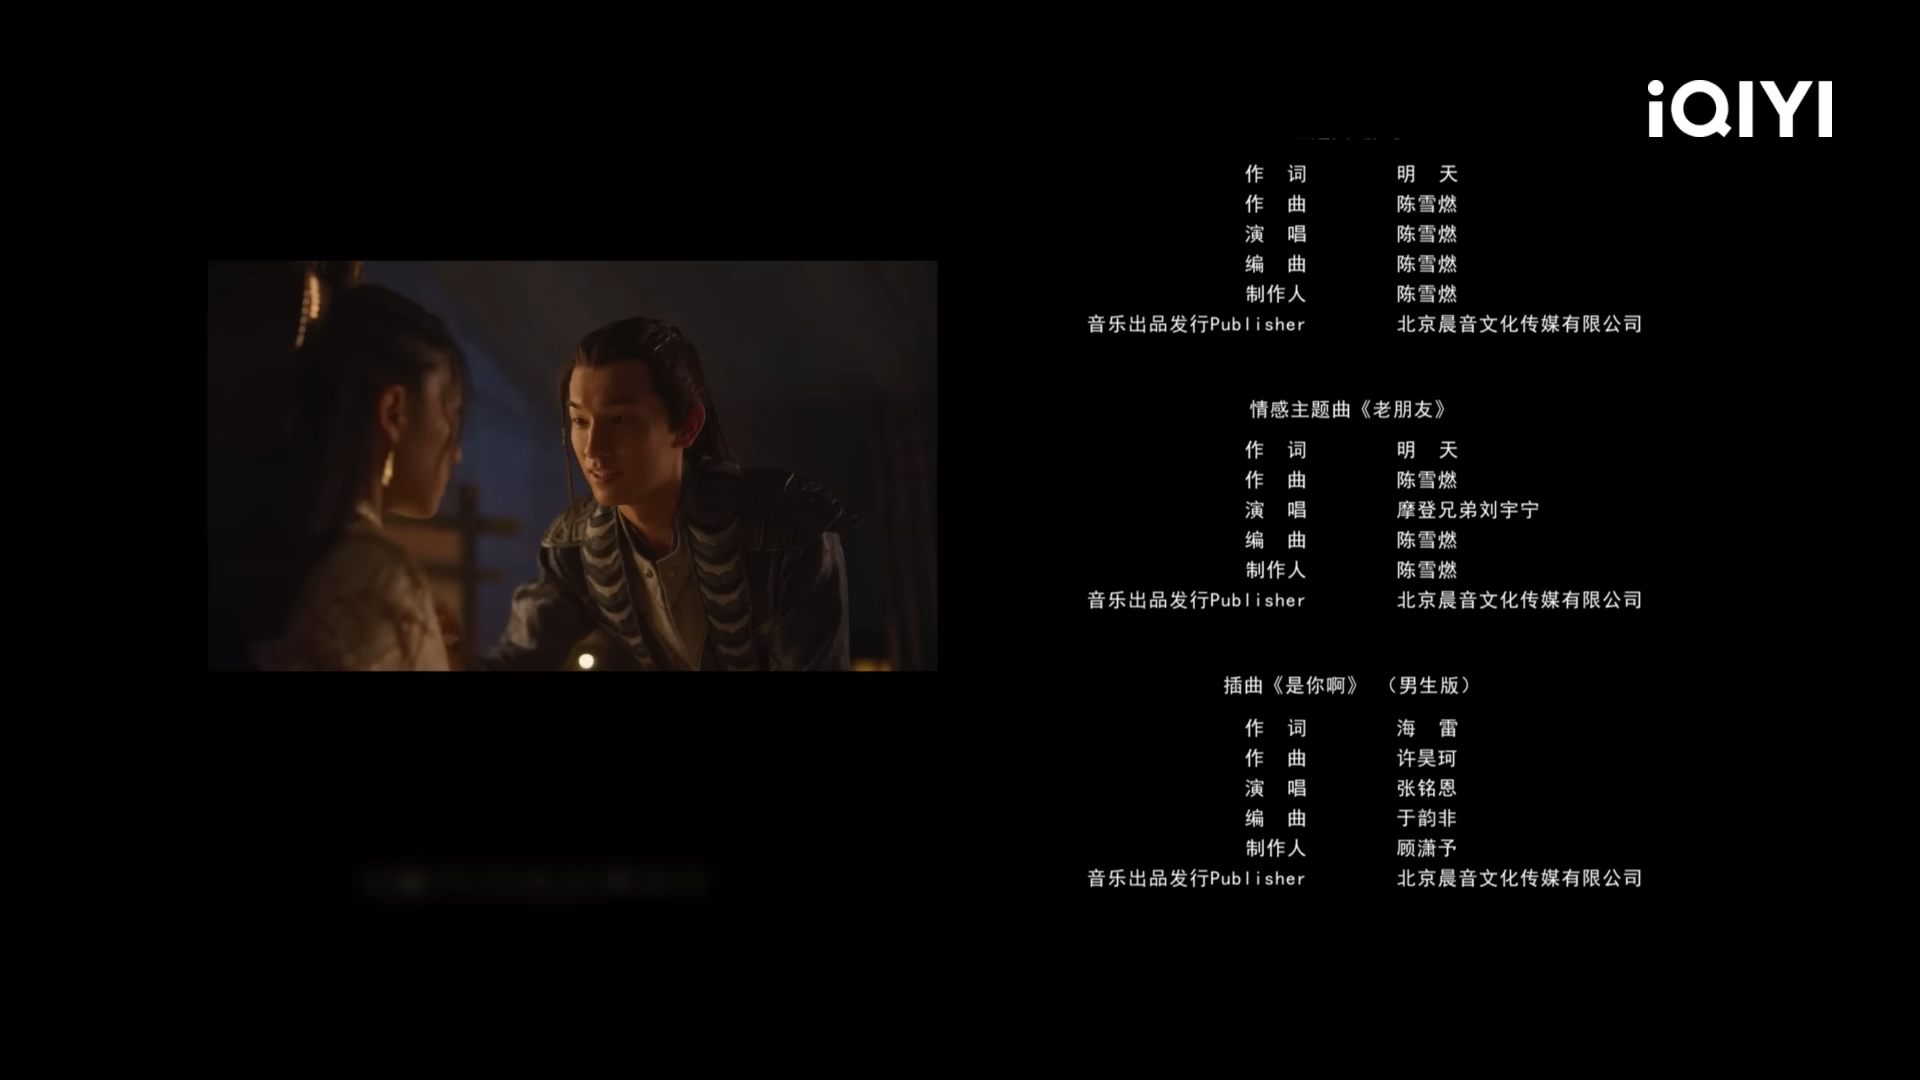 iQIYI
作 词 明 天
作 曲 陈雪燃
演 唱 陈雪燃
编 曲 陈雪燃
制作人 陈雪燃
音乐出品发行Publisher 北京晨音文化传媒有限公司
情感主题曲《老朋友》
作 词 明 天
作 曲 陈雪燃
演 唱 摩登兄弟刘宇宁
编 曲 陈雪燃
制作人 陈雪燃
音乐出品发行Publisher 北京晨音文化传媒有限公司
插曲《是你啊》 （男生版）
作 词 海 雷
作 曲 许昊珂
演 唱 张铭恩
编 曲 于韵非
制作人 顾潇予
音乐出品发行Publisher 北京晨音文化传媒有限公司